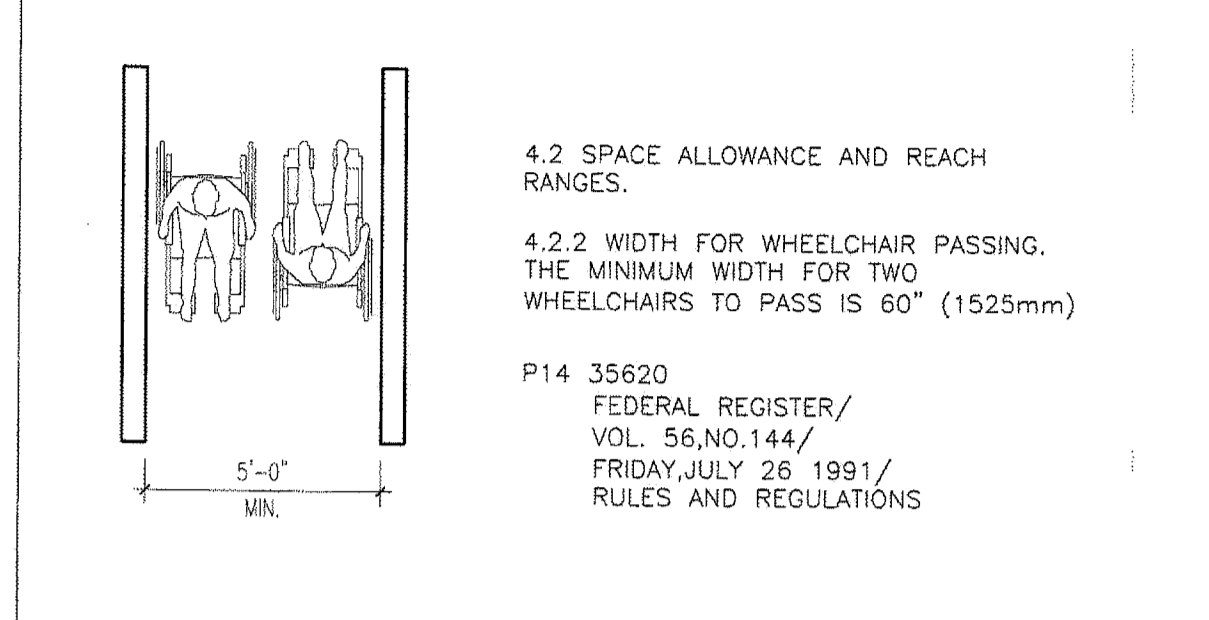 4.2 SPACE ALLOWANCE AND REACH
RANGES.
4.2.2 WIDTH FOR WHEELCHAIR PASSING.
THE MINIMUM WIDTH FOR TWO
WHEELCHAIRS TO PASS IS 60" (1525mm)
P14 35620
FEDERAL REGISTER/
VOL. 56,NO.144/
FRIDAY,JULY 26 1991/
RULES AND REGULATIONS
5'-0"
MIN.